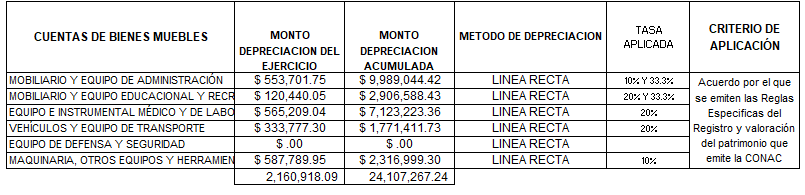 CUENTAS DE BIENES MUEBLES MONTO DEPRECIACION DEL EJERCICIO MONTO DEPRECIACION ACUMULADA METODO DE DEPRECIACION TASA APLICADA CRITERIO DE APLICACIÓN
MOBILIARIO Y EQUIPO DE ADMINISTRACIÓN $ 553,701.75 $ 9,989,044.42 LINEA RECTA 10% Y 33.3%
MOBILIARIO Y EQUIPO EDUCACIONAL Y RECR $ 120,440.05 $ 2,906,588.43 LINEA RECTA 20% Y 33.3%
EQUIPO E INSTRUMENTAL MÉDICO Y DE LABO $ 565,209.04 $ 7,123,223.36 LINEA RECTA 20%
VEHÍCULOS Y EQUIPO DE TRANSPORTE $ 333,777.30 $ 1,771,411.73 LINEA RECTA 20%
EQUIPO DE DEFENSA Y SEGURIDAD $ .00 $ .00 LINEA RECTA
MAQUINARIA, OTROS EQUIPOS Y HERRAMIEN $ 587,789.95 $ 2,316,999.30 LINEA RECTA 10%
Acuerdo por el que
se emiten las Reglas
Especificas del
Registro y valoración
del patrimonio que
emite la CONAC
2,160,918.09 24,107,267.24